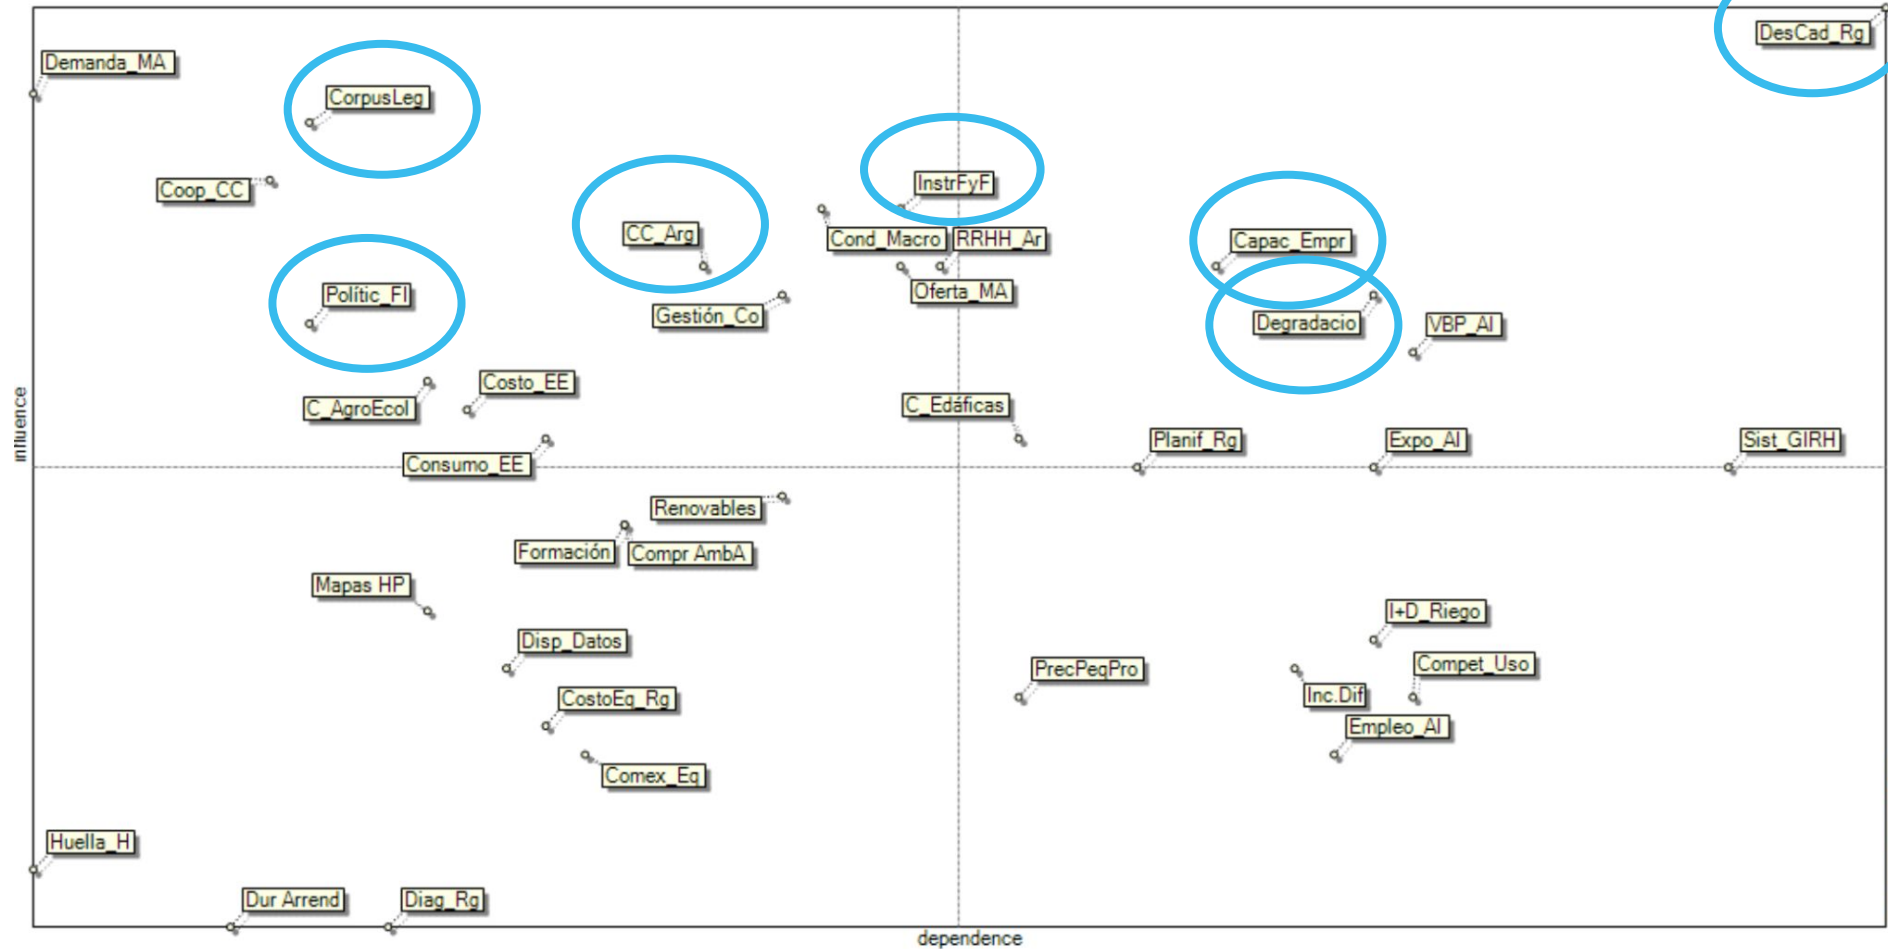 DesCad_Rg
Demanda_MA
CorpusLeg
Coop_CC
InstrFyF
CC_Arg
Cond_Macro
RRHH_Ar
Capac_Empr
Oferta_MA
Polític_FI
Gestión_Co
Degradacio
VBP_AI
Costo_EE
C_AgroEcol
C_Edáficas
influence
Planif_Rg
Expo_AI
Sist_GIRH
Consumo_EE
Renovables
Formación
Compr AmbA
Mapas HP
I+D_Riego
Disp_Datos
PrecPeqPro
Compet_Uso
CostoEq_Rg
Inc.Dif
Empleo_AI
Comex_Eq
Huella_H
Dur Arrend
Diag_Rg
dependence